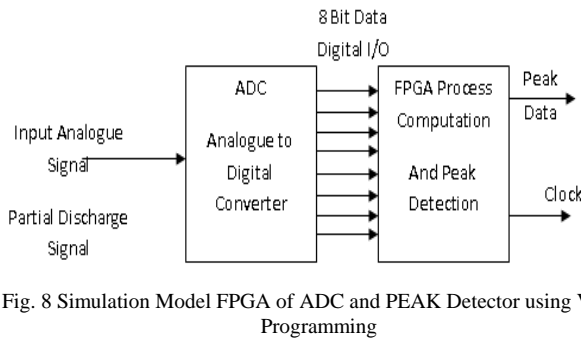 8 Bit Data
Digital I/O
ADC
Analogue to
Digital
Converter
FPGA Process
Computation
And Peak
Detection
Input Analogue
Signal
Partial Discharge
Signal
Peak
Data
Clock
Fig. 8 Simulation Model FPGA of ADC and PEAK Detector using
Programming